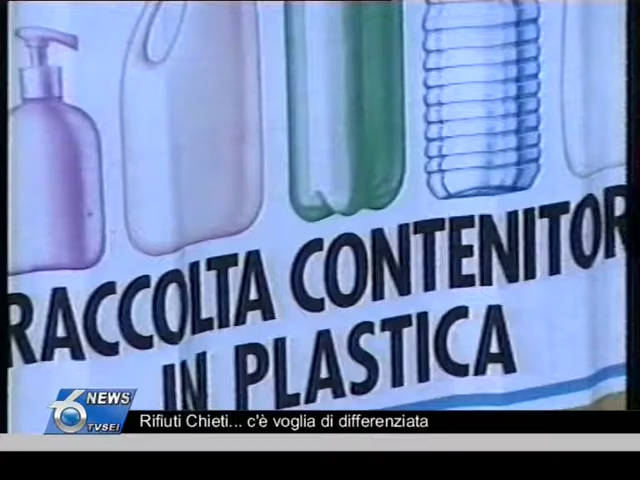 RACCOLTA CONTENITOR
IN PLASTICA
6 NEWS
TVSEI
Rifiuti Chieti... c'è voglia di differenziata